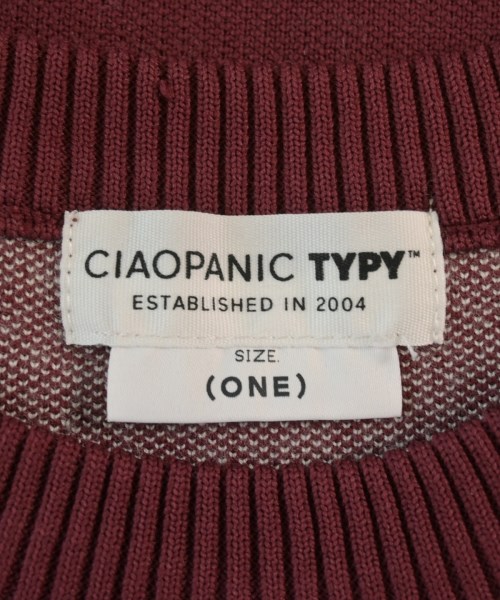 CIAOPANIC TYPY™
ESTABLISHED IN 2004
SIZE.
(ONE)